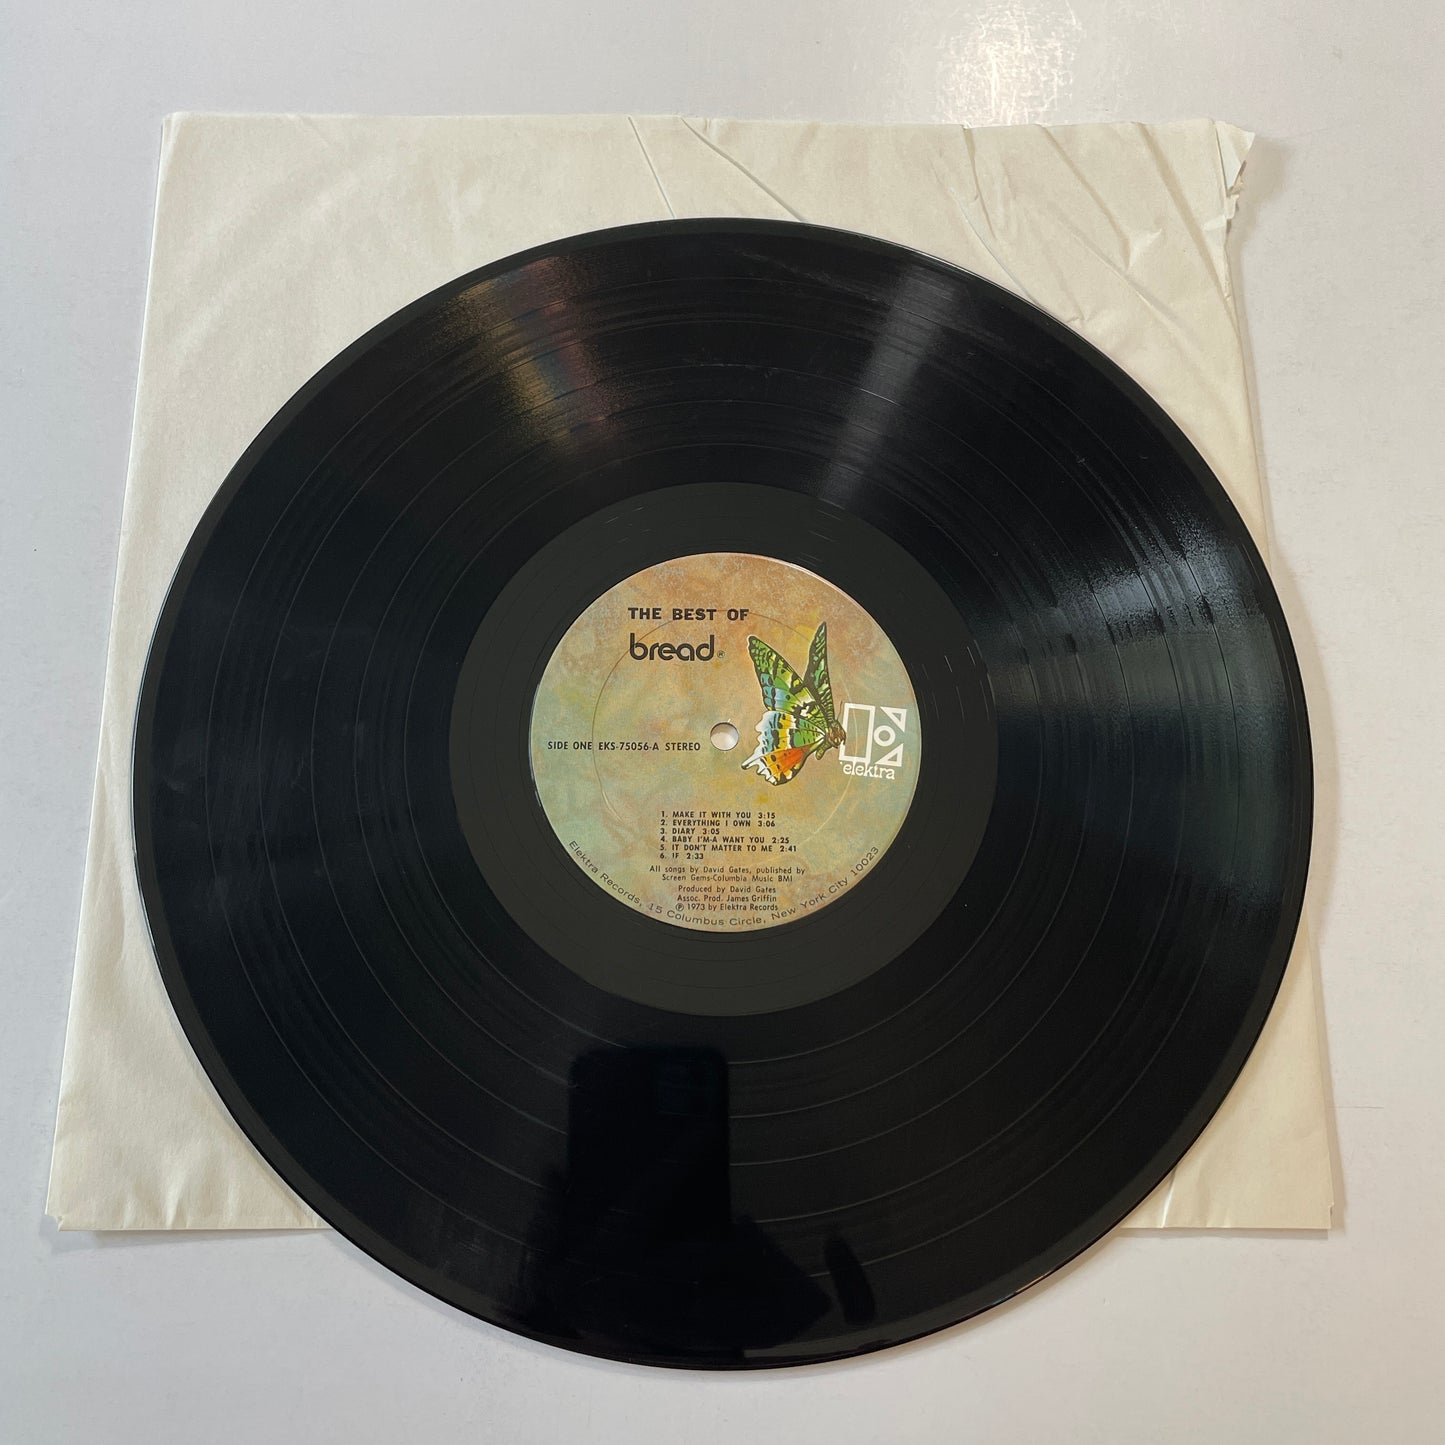 THE BEST OF
bread®
SIDE ONE EKS-75056-A STEREO
elektra
1. MAKE IT WITH YOU 3:15
2. EVERYTHING I OWN 3:06
3. DIARY 3:05
4. BABY I'M-A WANT YOU 2:25
5. IT DON'T MATTER TO ME 2:41
6. IF 2:33
All songs by David Gates, published by
Screen Gems-Columbia Music BMI
Produced by David Gates
Assoc. Prod. James Griffin
℗ 1973 by Elektra Records
Elektra Records, 15 Columbus Circle, New York City 10023